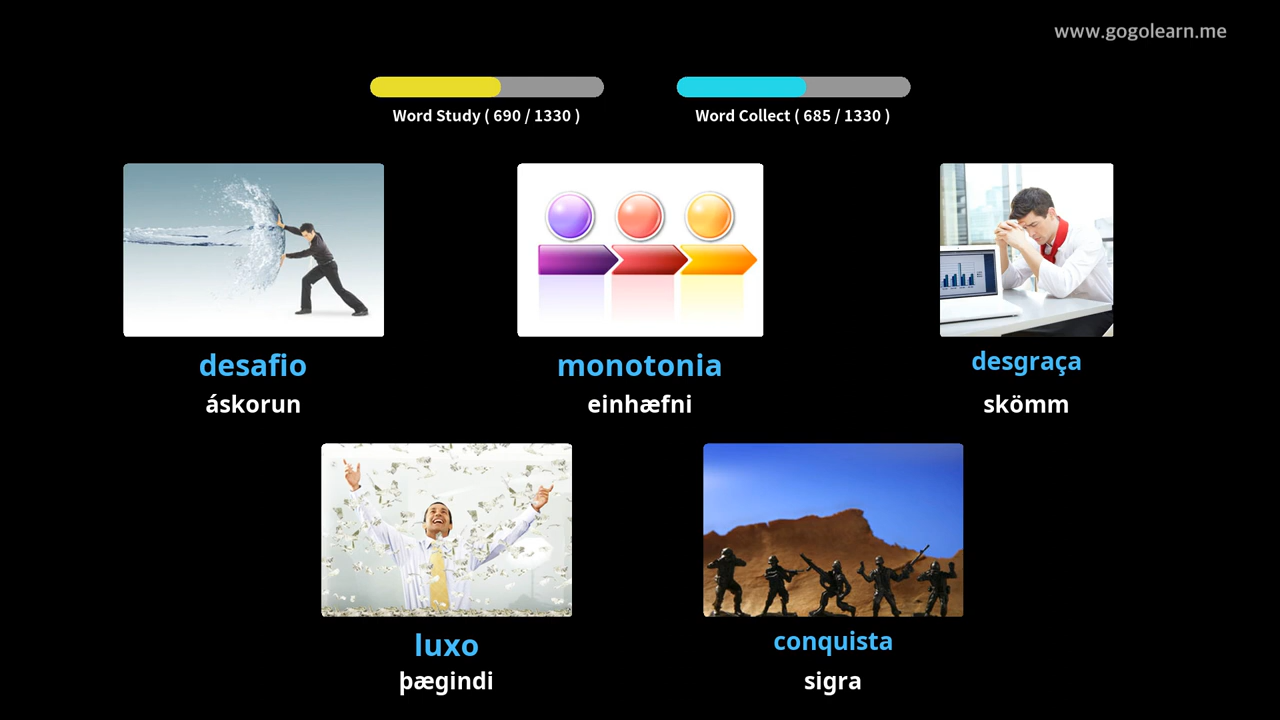 www.gogolearn.me
Word Study ( 690 / 1330 )
Word Collect ( 685 / 1330 )
desafio
áskorun
monotonia
einhæfni
desgraça
skömm
luxo
þægindi
conquista
sigra